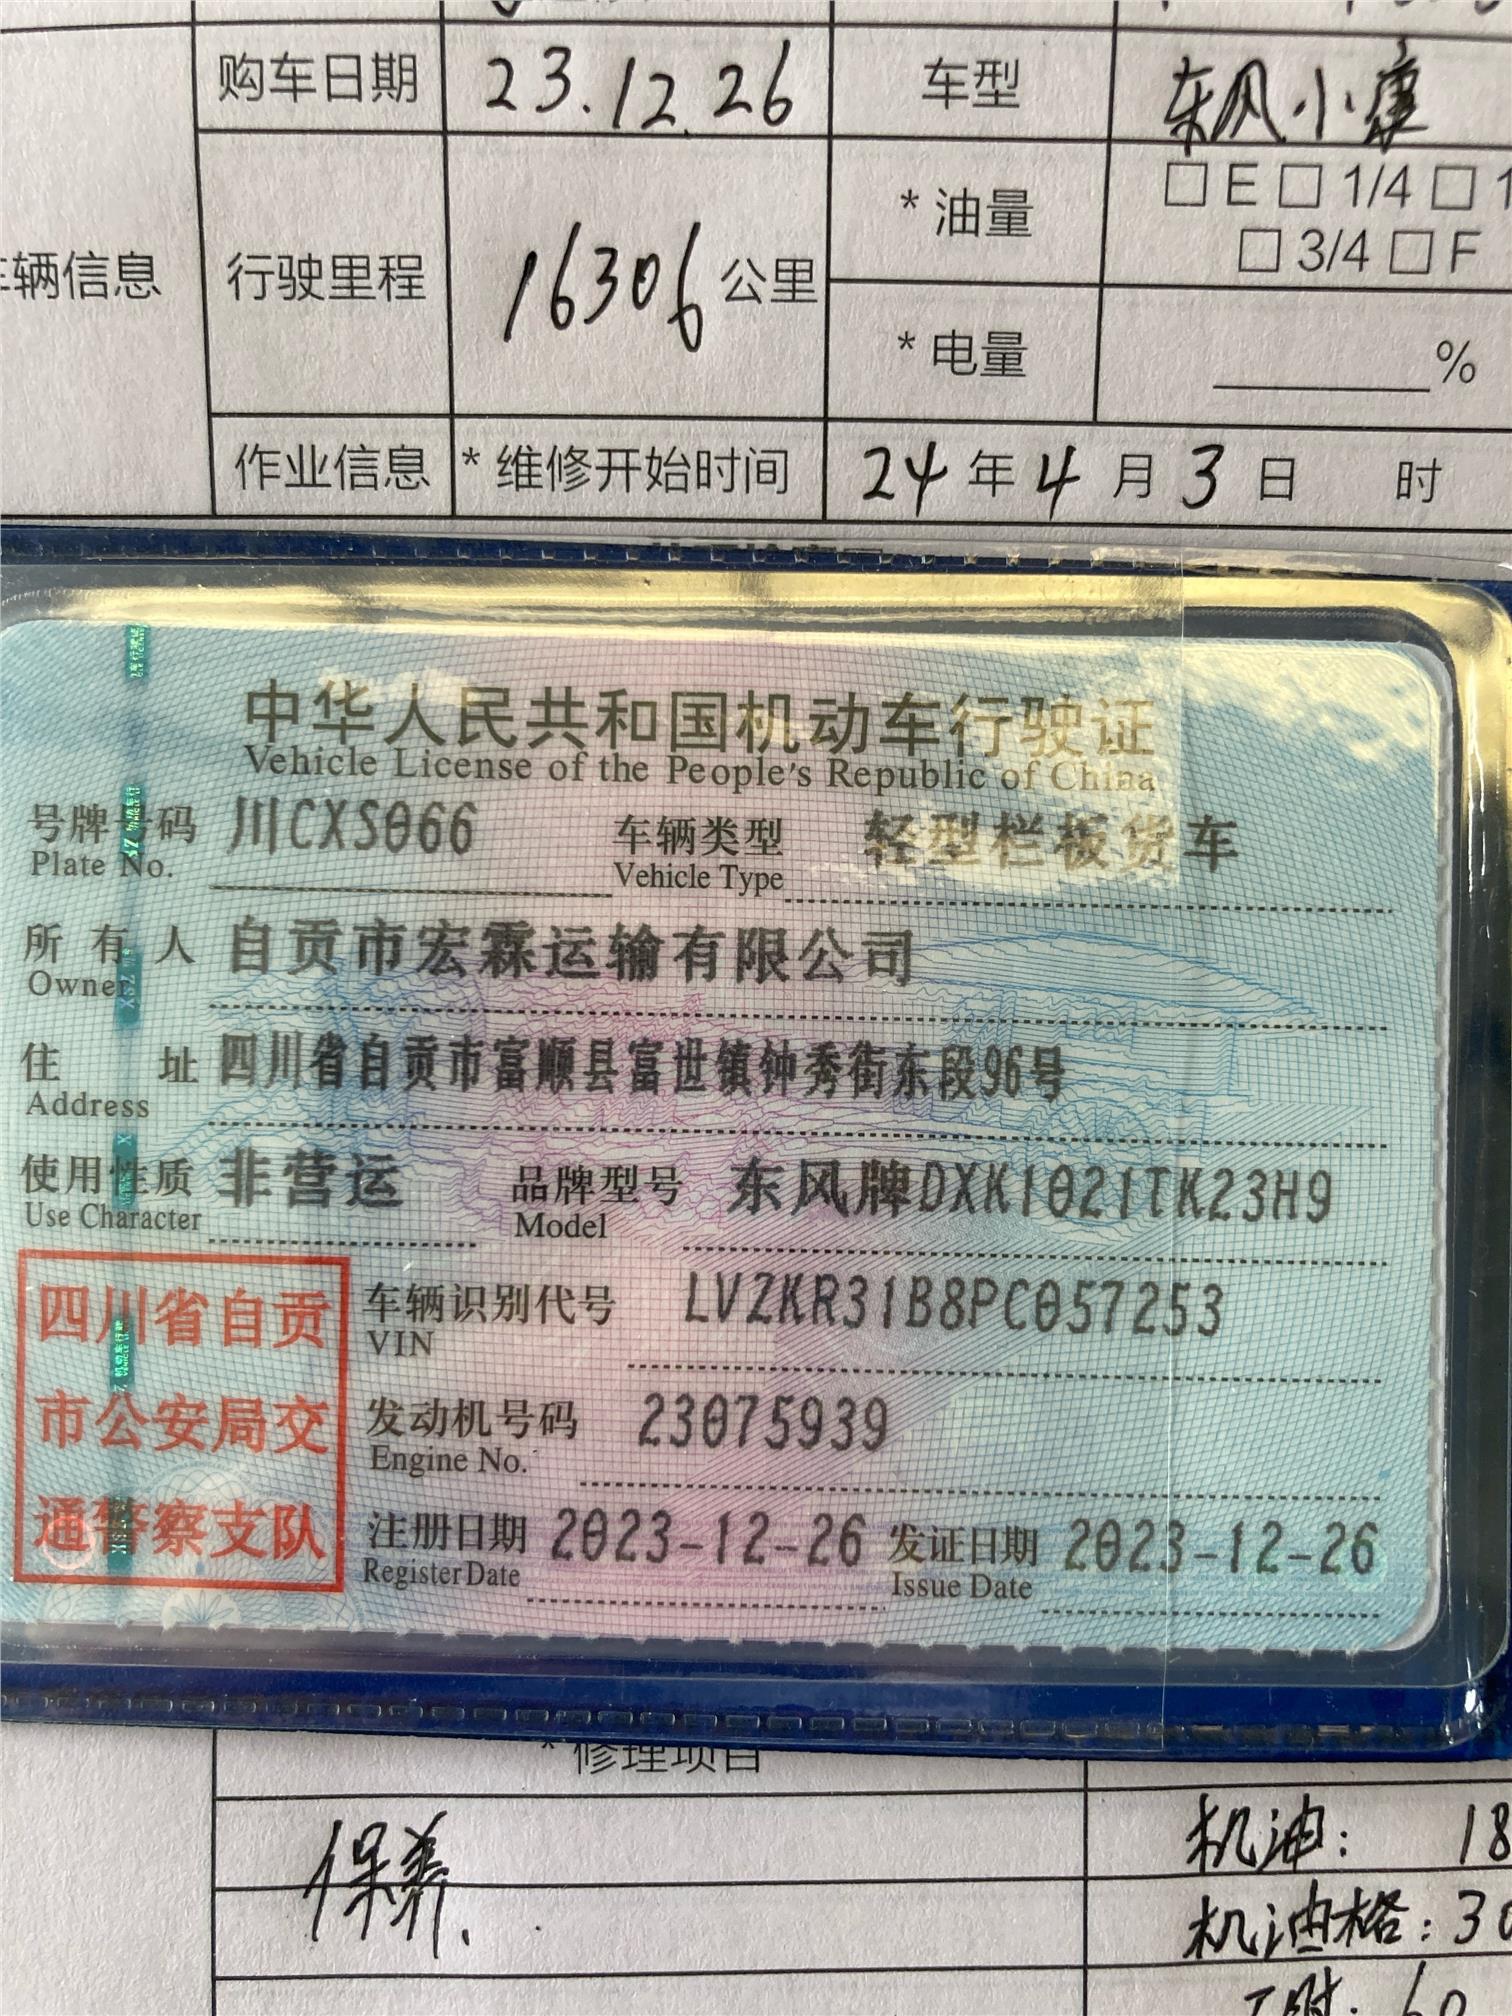 购车日期 23.12.26 车型 东风小康
车辆信息 行驶里程 16306 公里 * 油量 □ E □ 1/4 □ 1
□ 3/4 □ F
* 电量 ______%
作业信息 * 维修开始时间 24 年 4 月 3 日 时
中华人民共和国机动车行驶证
Vehicle License of the People's Republic of China
号牌号码 川CXS066 车辆类型 轻型栏板货车
Plate No. Vehicle Type
所有人 自贡市宏霖运输有限公司
Owner
住址 四川省自贡市富顺县富世镇钟秀街东段96号
Address
使用性质 非营运 品牌型号 东风牌DXK1021TK23H9
Use Character Model
四川省自贡
市公安局交
通警察支队
车辆识别代号 LVZKR31B8PC057253
VIN
发动机号码 23075939
Engine No.
注册日期 2023-12-26 发证日期 2023-12-26
Register Date Issue Date
* 修理项目
保养. 机油: 18
机油格: 30
工时: 60